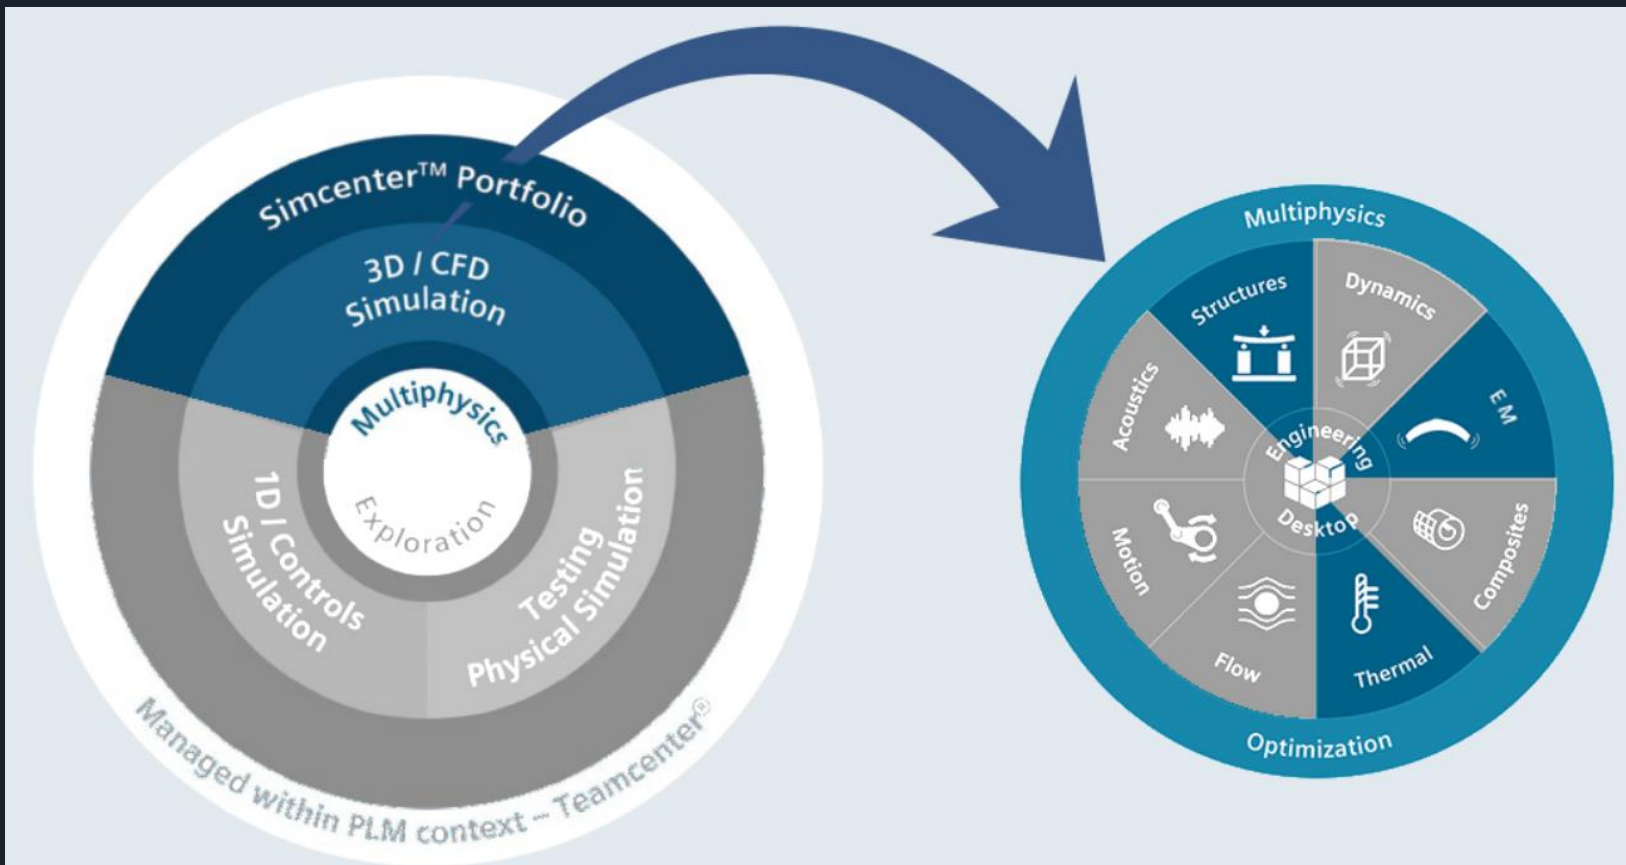 Simcenter™ Portfolio
3D / CFD
Simulation
Multiphysics
Exploration
1D / Controls
Simulation
Testing
Physical Simulation
Managed within PLM context – Teamcenter®
Multiphysics
Structures
Dynamics
EM
Composites
Thermal
Flow
Motion
Acoustics
Engineering
Desktop
Optimization